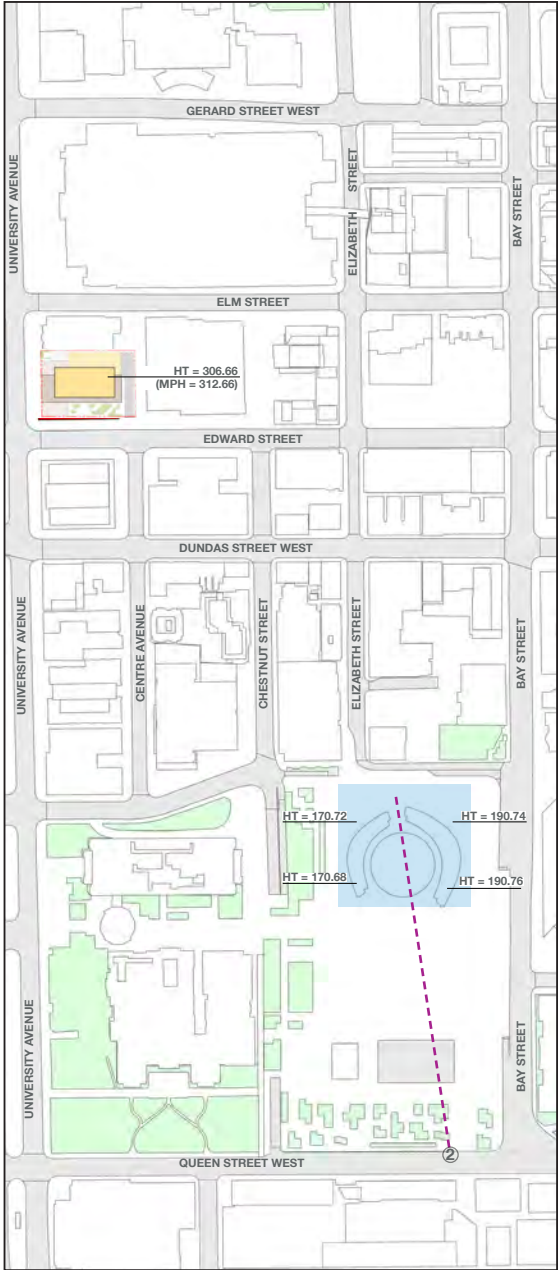 GERARD STREET WEST
UNIVERSITY AVENUE
ELIZABETH STREET
BAY STREET
ELM STREET
HT = 306.66
(MPH = 312.66)
EDWARD STREET
DUNDAS STREET WEST
UNIVERSITY AVENUE
CENTRE AVENUE
CHESTNUT STREET
ELIZABETH STREET
BAY STREET
HT = 170.72
HT = 190.74
HT = 170.68
HT = 190.76
UNIVERSITY AVENUE
BAY STREET
2
QUEEN STREET WEST